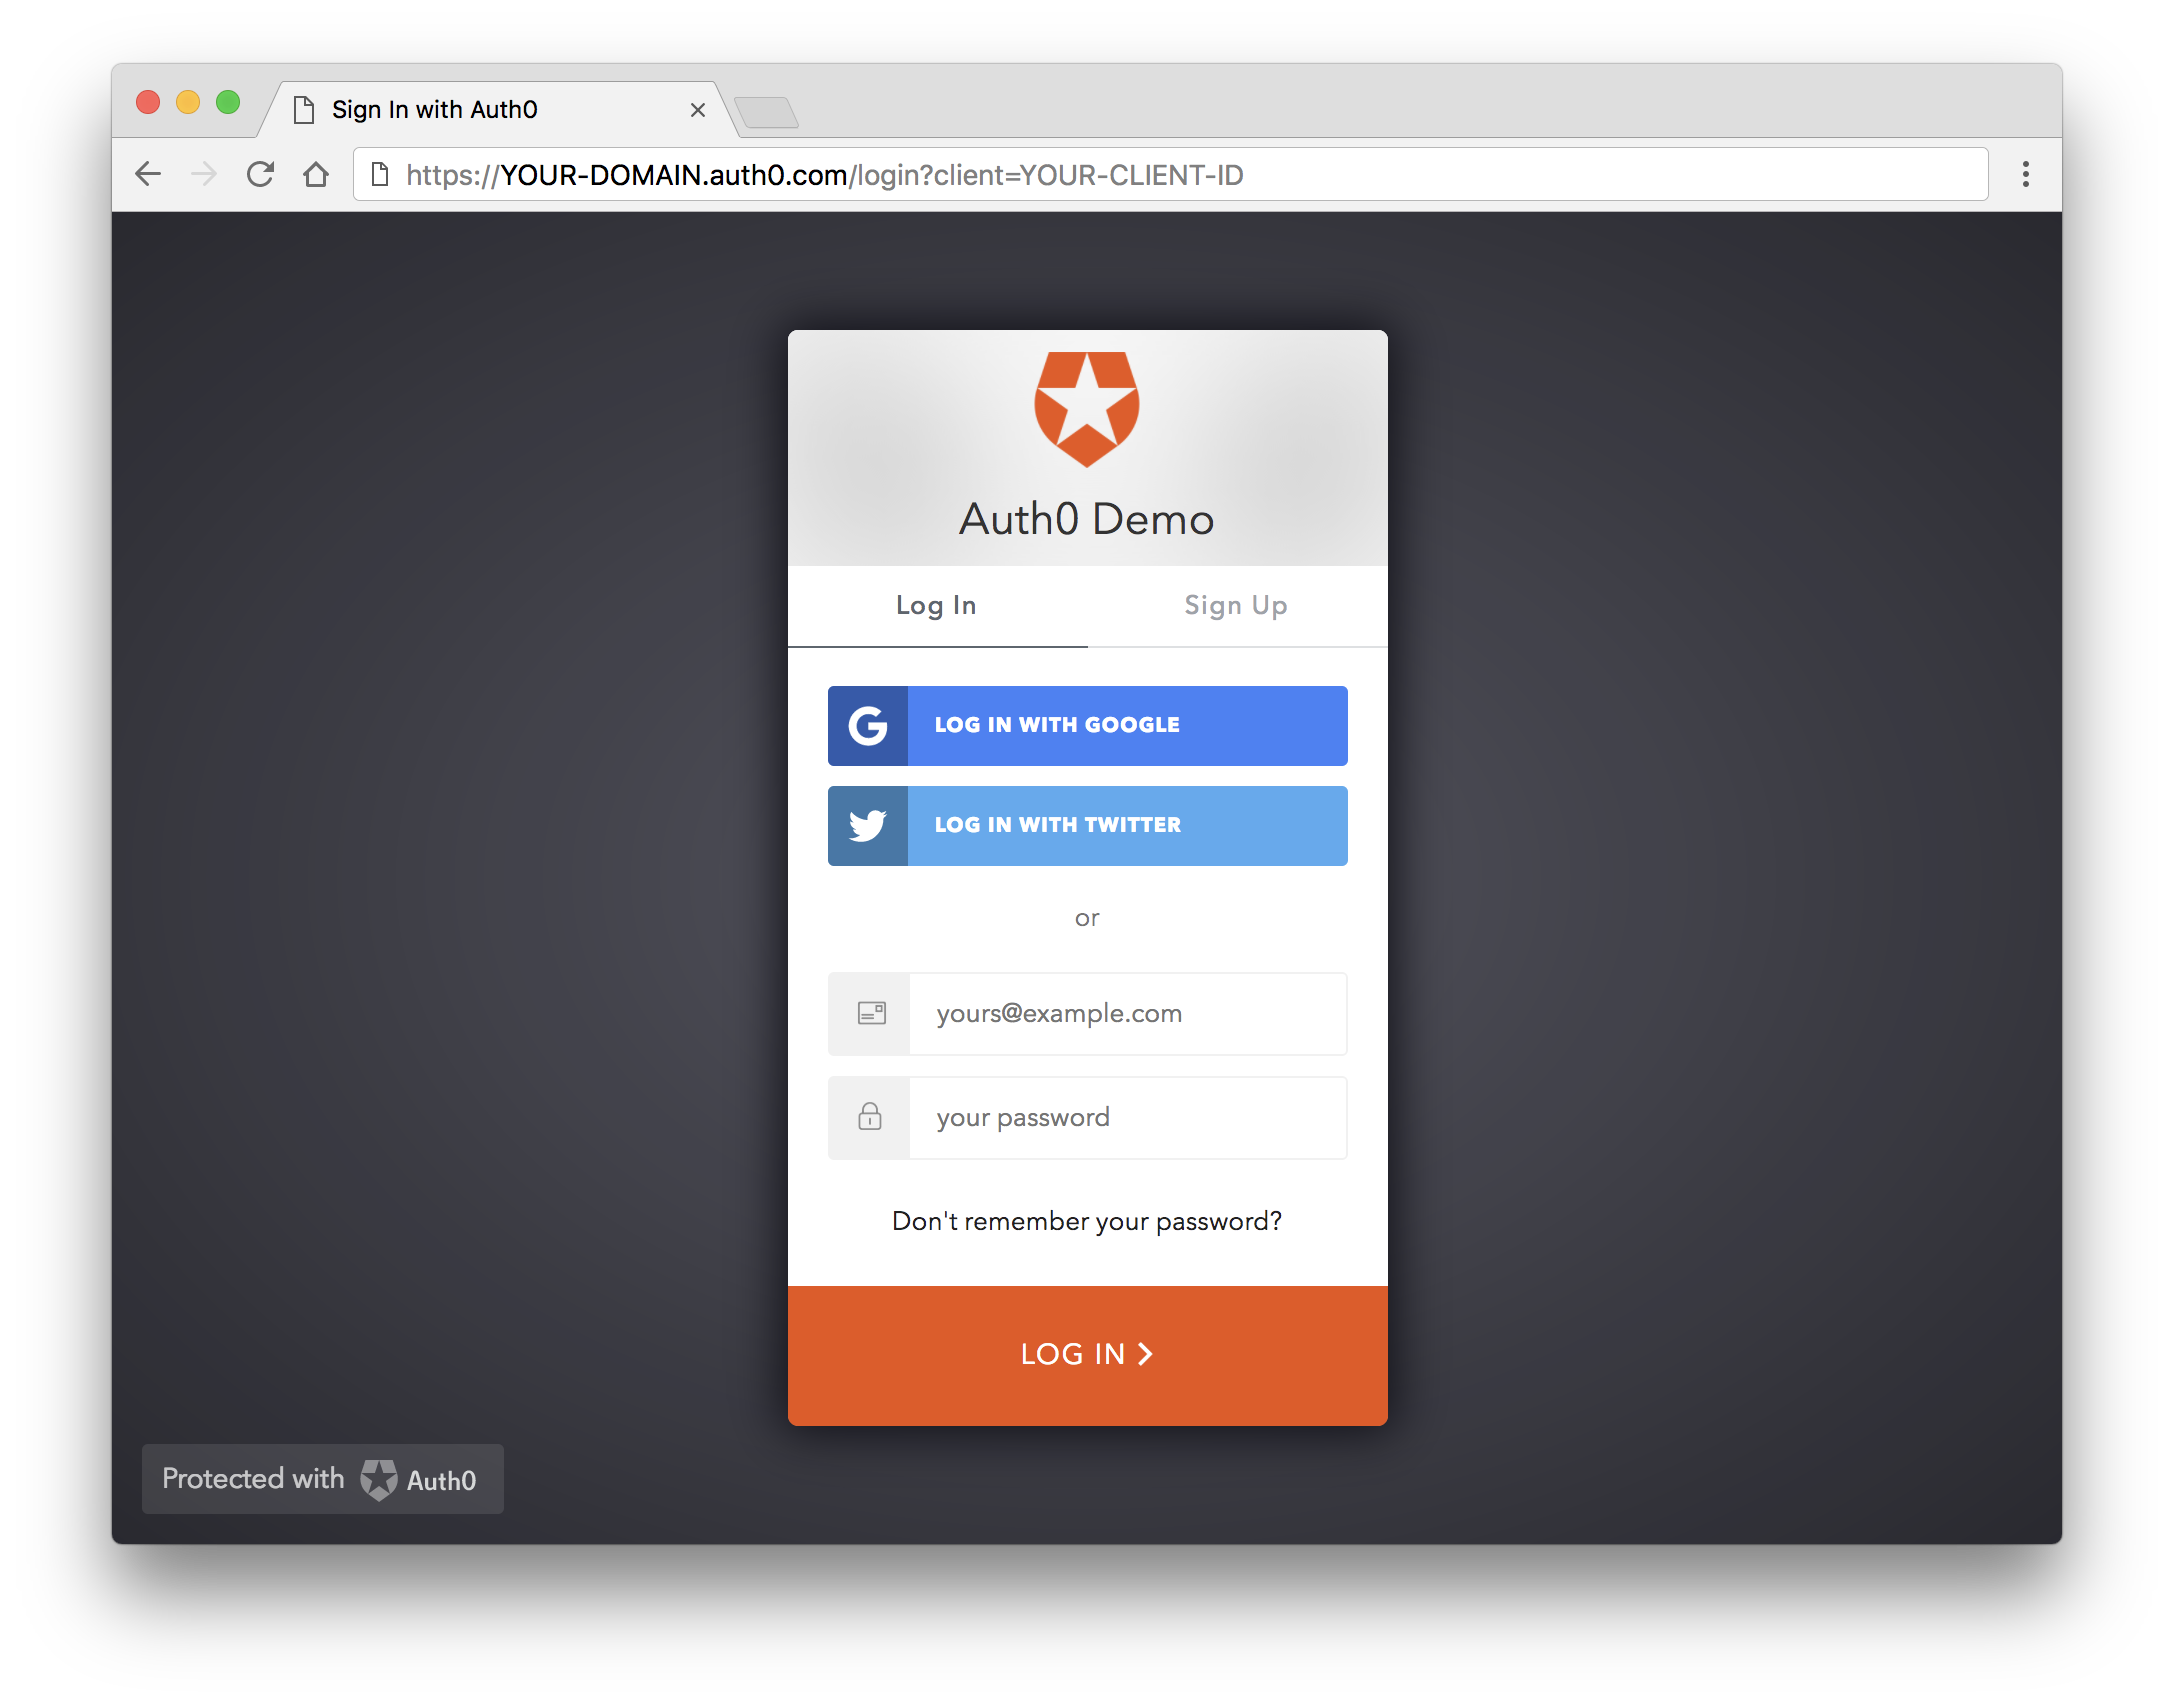 Sign In with Auth0
https://YOUR-DOMAIN.auth0.com/login?client=YOUR-CLIENT-ID
Auth0 Demo
Log In
Sign Up
LOG IN WITH GOOGLE
LOG IN WITH TWITTER
or
yours@example.com
your password
Don't remember your password?
LOG IN
Protected with Auth0